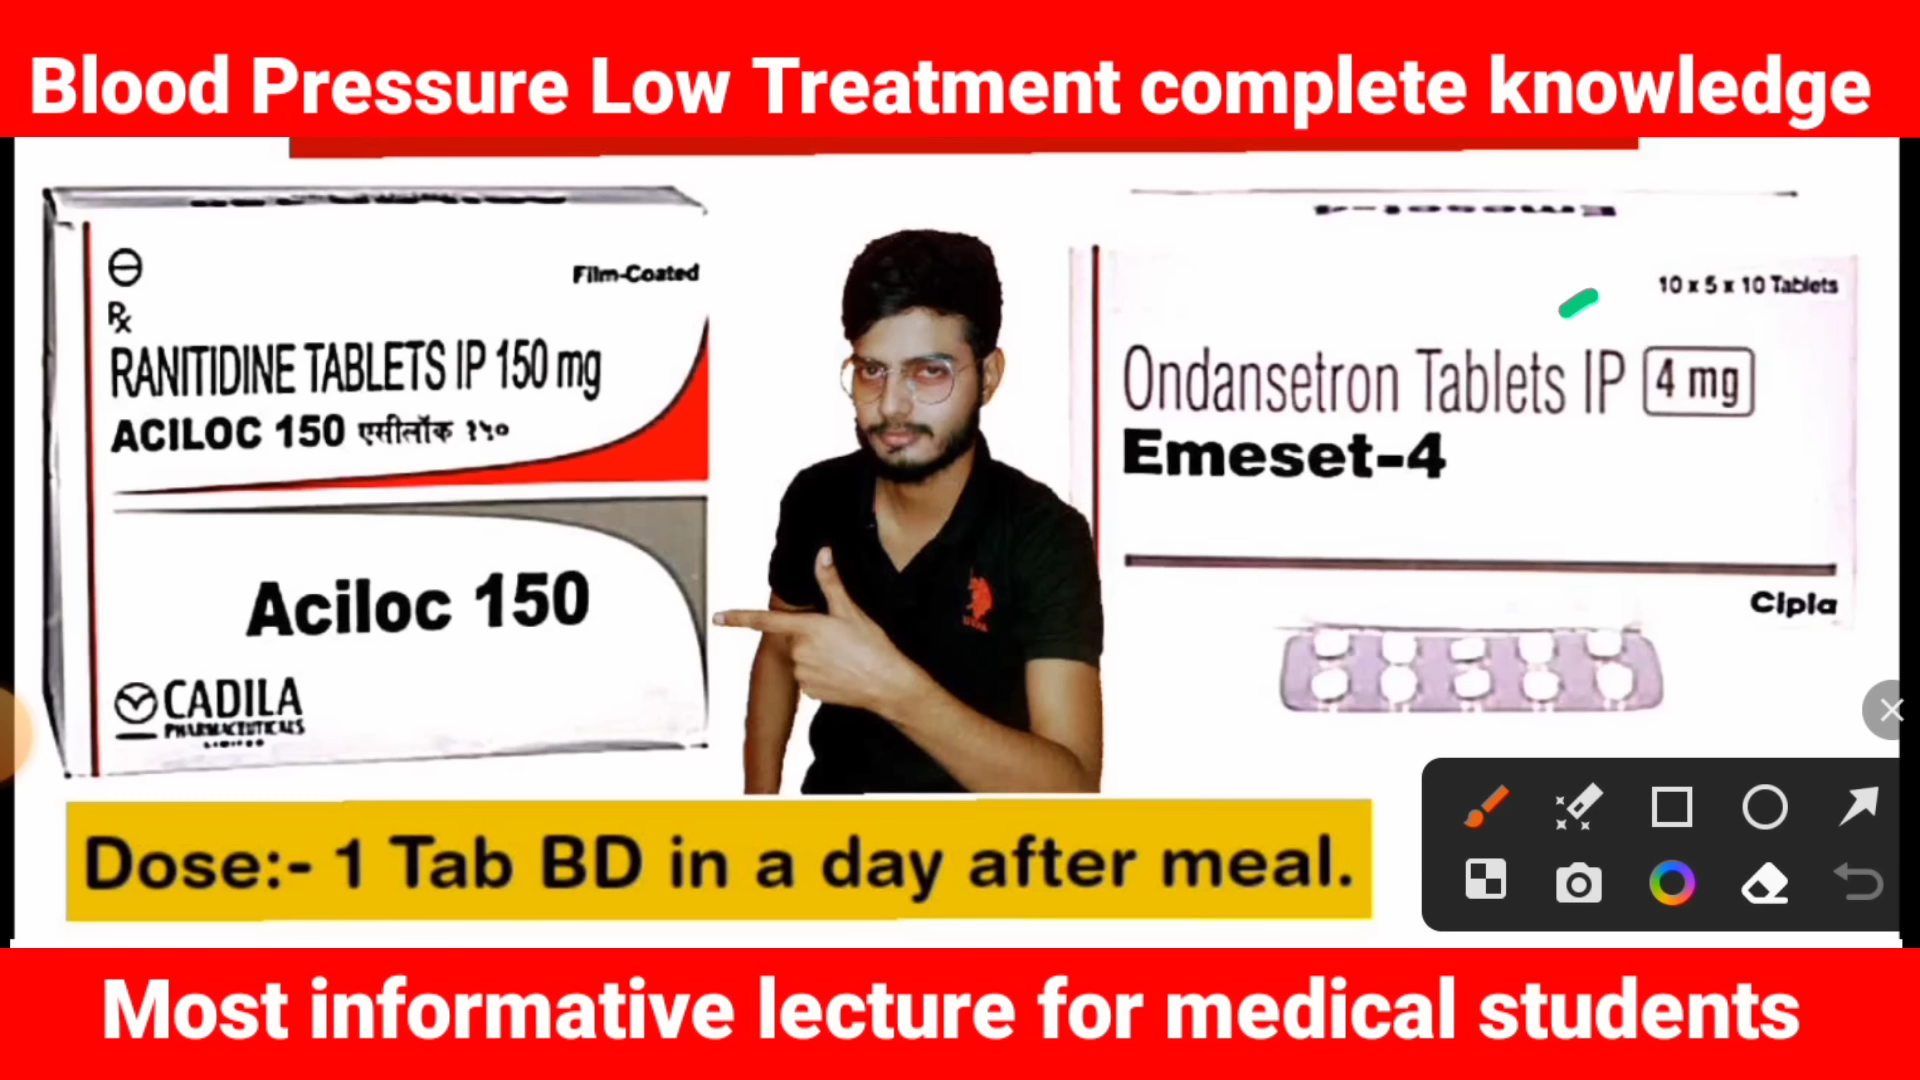 Blood Pressure Low Treatment complete knowledge
Film-Coated
Rx
RANITIDINE TABLETS IP 150 mg
ACILOC 150 एसीलॉक १५०
Aciloc 150
CADILA
PHARMACEUTICALS
Emeset-4
10 x 5 x 10 Tablets
Ondansetron Tablets IP 4 mg
Emeset-4
Cipla
Dose:- 1 Tab BD in a day after meal.
Most informative lecture for medical students